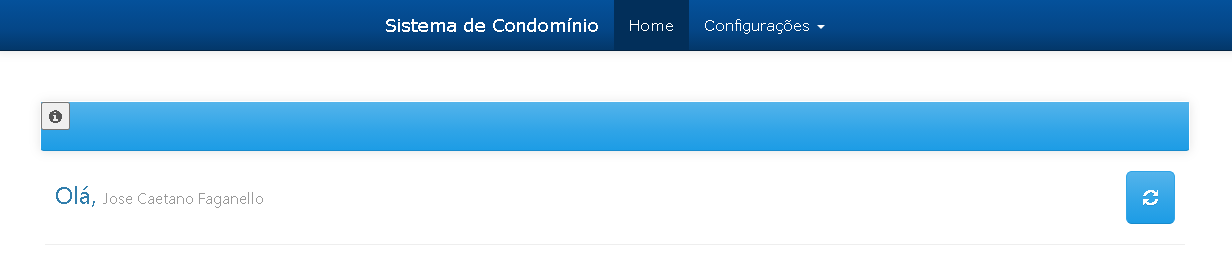 Sistema de Condomínio Home Configurações
Olá, Jose Caetano Faganello